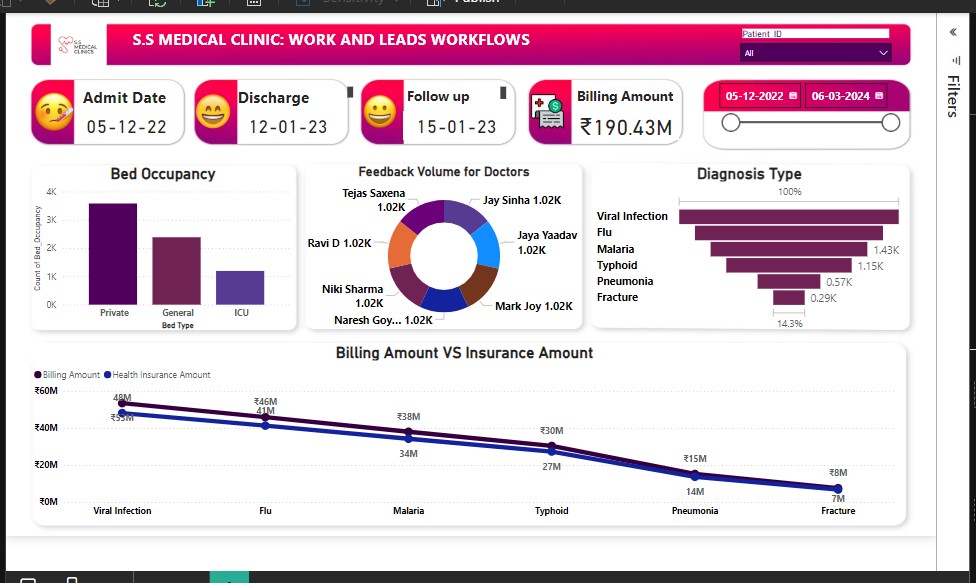 Publish
S.S
MEDICAL
CLINICS
S.S MEDICAL CLINIC: WORK AND LEADS WORKFLOWS
Patient_ID
All
Filters
Admit Date
05-12-22
Discharge
12-01-23
Follow up
15-01-23
Billing Amount
₹190.43M
05-12-2022
06-03-2024
Bed Occupancy
Count of Bed_Occupancy
4K
3K
2K
1K
0K
Private
General
ICU
Bed Type
Feedback Volume for Doctors
Tejas Saxena
1.02K
Jay Sinha 1.02K
Ravi D 1.02K
Jaya Yaadav
1.02K
Niki Sharma
1.02K
Mark Joy 1.02K
Naresh Goy... 1.02K
Diagnosis Type
100%
Viral Infection
Flu
Malaria 1.43K
Typhoid 1.15K
Pneumonia 0.57K
Fracture 0.29K
14.3%
Billing Amount VS Insurance Amount
Billing Amount
Health Insurance Amount
₹60M
₹40M
₹20M
₹0M
48M
₹53M
₹46M
41M
₹38M
34M
₹30M
27M
₹15M
14M
₹8M
7M
Viral Infection
Flu
Malaria
Typhoid
Pneumonia
Fracture